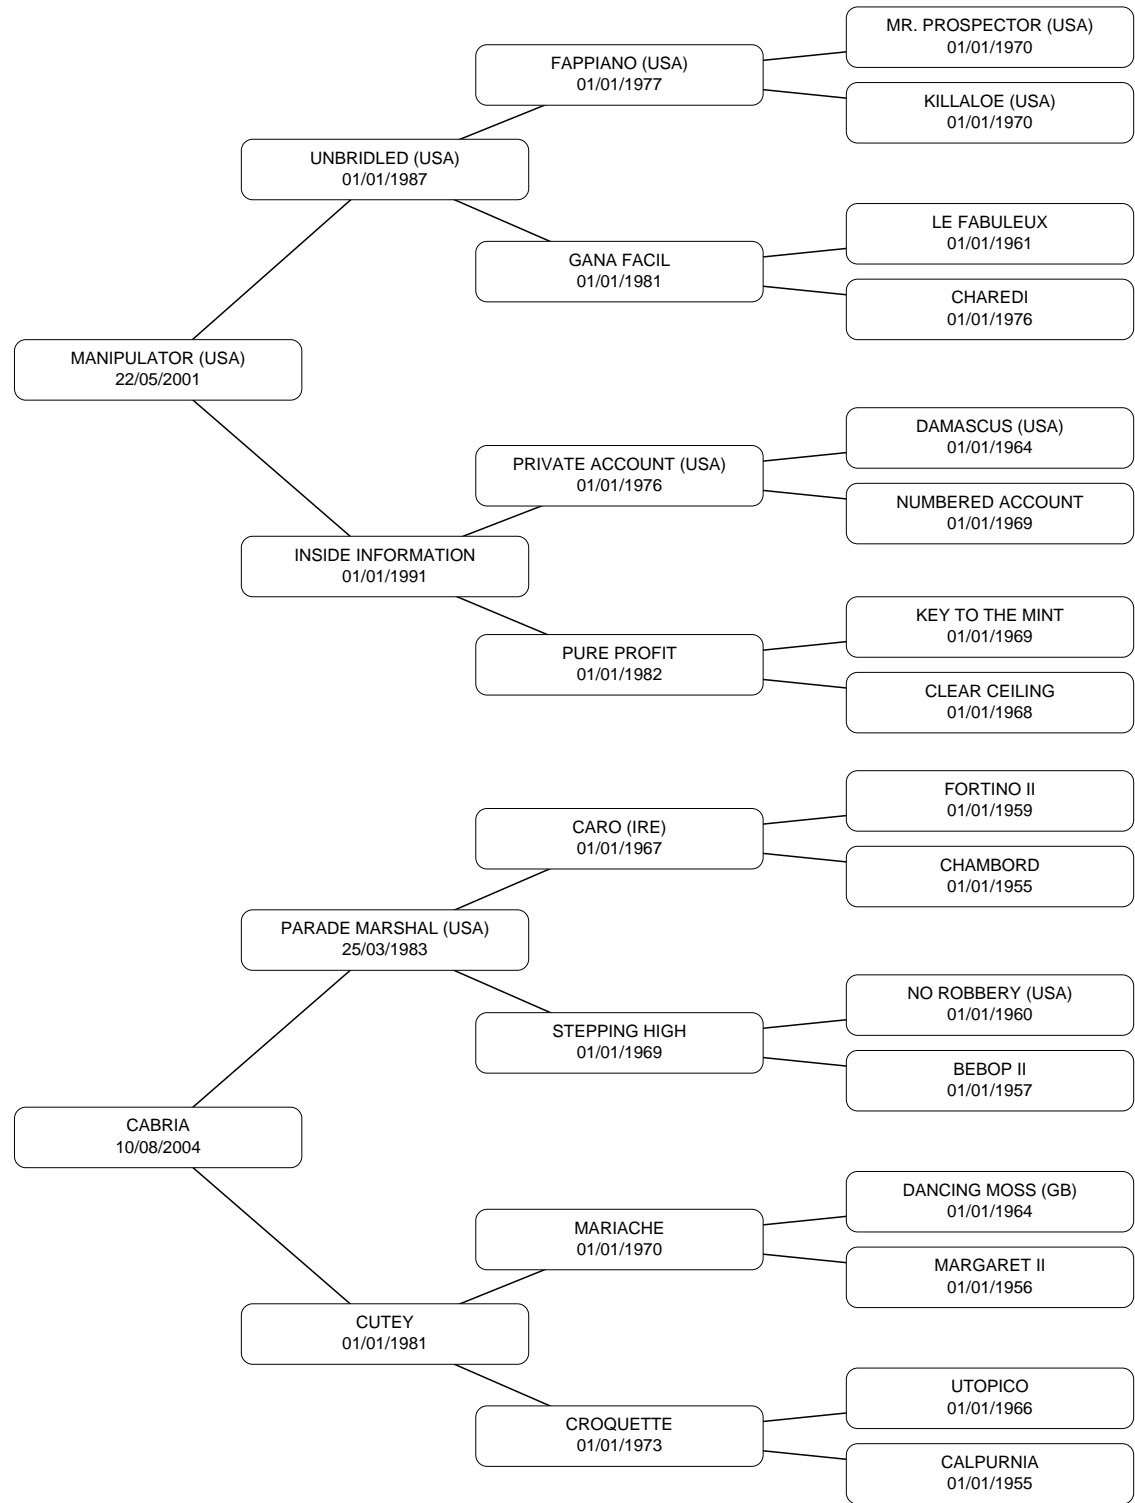 MR. PROSPECTOR (USA)
01/01/1970
FAPPIANO (USA)
01/01/1977
KILLALOE (USA)
01/01/1970
UNBRIDLED (USA)
01/01/1987
LE FABULEUX
01/01/1961
GANA FACIL
01/01/1981
CHAREDI
01/01/1976
MANIPULATOR (USA)
22/05/2001
DAMASCUS (USA)
01/01/1964
PRIVATE ACCOUNT (USA)
01/01/1976
NUMBERED ACCOUNT
01/01/1969
INSIDE INFORMATION
01/01/1991
KEY TO THE MINT
01/01/1969
PURE PROFIT
01/01/1982
CLEAR CEILING
01/01/1968
FORTINO II
01/01/1959
CARO (IRE)
01/01/1967
CHAMBORD
01/01/1955
PARADE MARSHAL (USA)
25/03/1983
NO ROBBERY (USA)
01/01/1960
STEPPING HIGH
01/01/1969
BEBOP II
01/01/1957
CABRIA
10/08/2004
DANCING MOSS (GB)
01/01/1964
MARIACHE
01/01/1970
MARGARET II
01/01/1956
CUTEY
01/01/1981
UTOPICO
01/01/1966
CROQUETTE
01/01/1973
CALPURNIA
01/01/1955